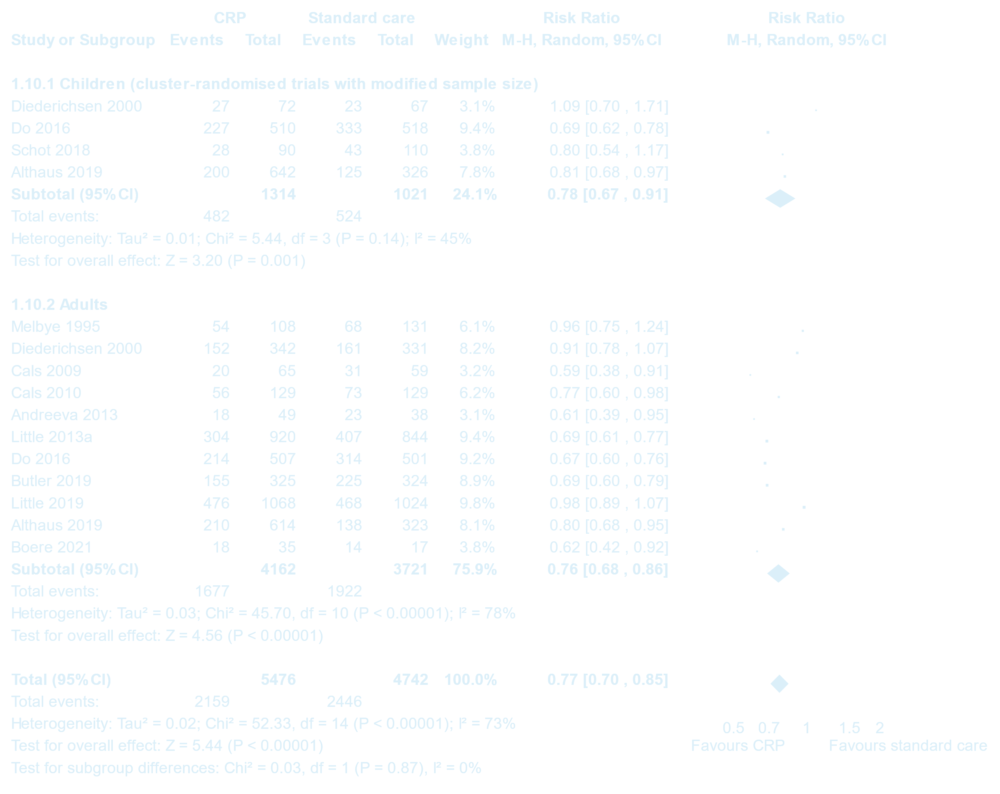 CRP Standard care Risk Ratio Risk Ratio
Study or Subgroup Events Total Events Total Weight M-H, Random, 95% CI M-H, Random, 95% CI
1.10.1 Children (cluster-randomised trials with modified sample size)
Diederichsen 2000 27 72 23 67 3.1% 1.09 [0.70 , 1.71]
Do 2016 227 510 333 518 9.4% 0.69 [0.62 , 0.78]
Schot 2018 28 90 43 110 3.8% 0.80 [0.54 , 1.17]
Althaus 2019 200 642 125 326 7.8% 0.81 [0.68 , 0.97]
Subtotal (95% CI) 1314 1021 24.1% 0.78 [0.67 , 0.91]
Total events: 482 524
Heterogeneity: Tau² = 0.01; Chi² = 5.44, df = 3 (P = 0.14); I² = 45%
Test for overall effect: Z = 3.20 (P = 0.001)
1.10.2 Adults
Melbye 1995 54 108 68 131 6.1% 0.96 [0.75 , 1.24]
Diederichsen 2000 152 342 161 331 8.2% 0.91 [0.78 , 1.07]
Cals 2009 20 65 31 59 3.2% 0.59 [0.38 , 0.91]
Cals 2010 56 129 73 129 6.2% 0.77 [0.60 , 0.98]
Andreeva 2013 18 49 23 38 3.1% 0.61 [0.39 , 0.95]
Little 2013a 304 920 407 844 9.4% 0.69 [0.61 , 0.77]
Do 2016 214 507 314 501 9.2% 0.67 [0.60 , 0.76]
Butler 2019 155 325 225 324 8.9% 0.69 [0.60 , 0.79]
Little 2019 476 1068 468 1024 9.8% 0.98 [0.89 , 1.07]
Althaus 2019 210 614 138 323 8.1% 0.80 [0.68 , 0.95]
Boere 2021 18 35 14 17 3.8% 0.62 [0.42 , 0.92]
Subtotal (95% CI) 4162 3721 75.9% 0.76 [0.68 , 0.86]
Total events: 1677 1922
Heterogeneity: Tau² = 0.03; Chi² = 45.70, df = 10 (P < 0.00001); I² = 78%
Test for overall effect: Z = 4.56 (P < 0.00001)
Total (95% CI) 5476 4742 100.0% 0.77 [0.70 , 0.85]
Total events: 2159 2446
Heterogeneity: Tau² = 0.02; Chi² = 52.33, df = 14 (P < 0.00001); I² = 73% 0.5 0.7 1 1.5 2
Test for overall effect: Z = 5.44 (P < 0.00001) Favours CRP Favours standard care
Test for subgroup differences: Chi² = 0.03, df = 1 (P = 0.87), I² = 0%